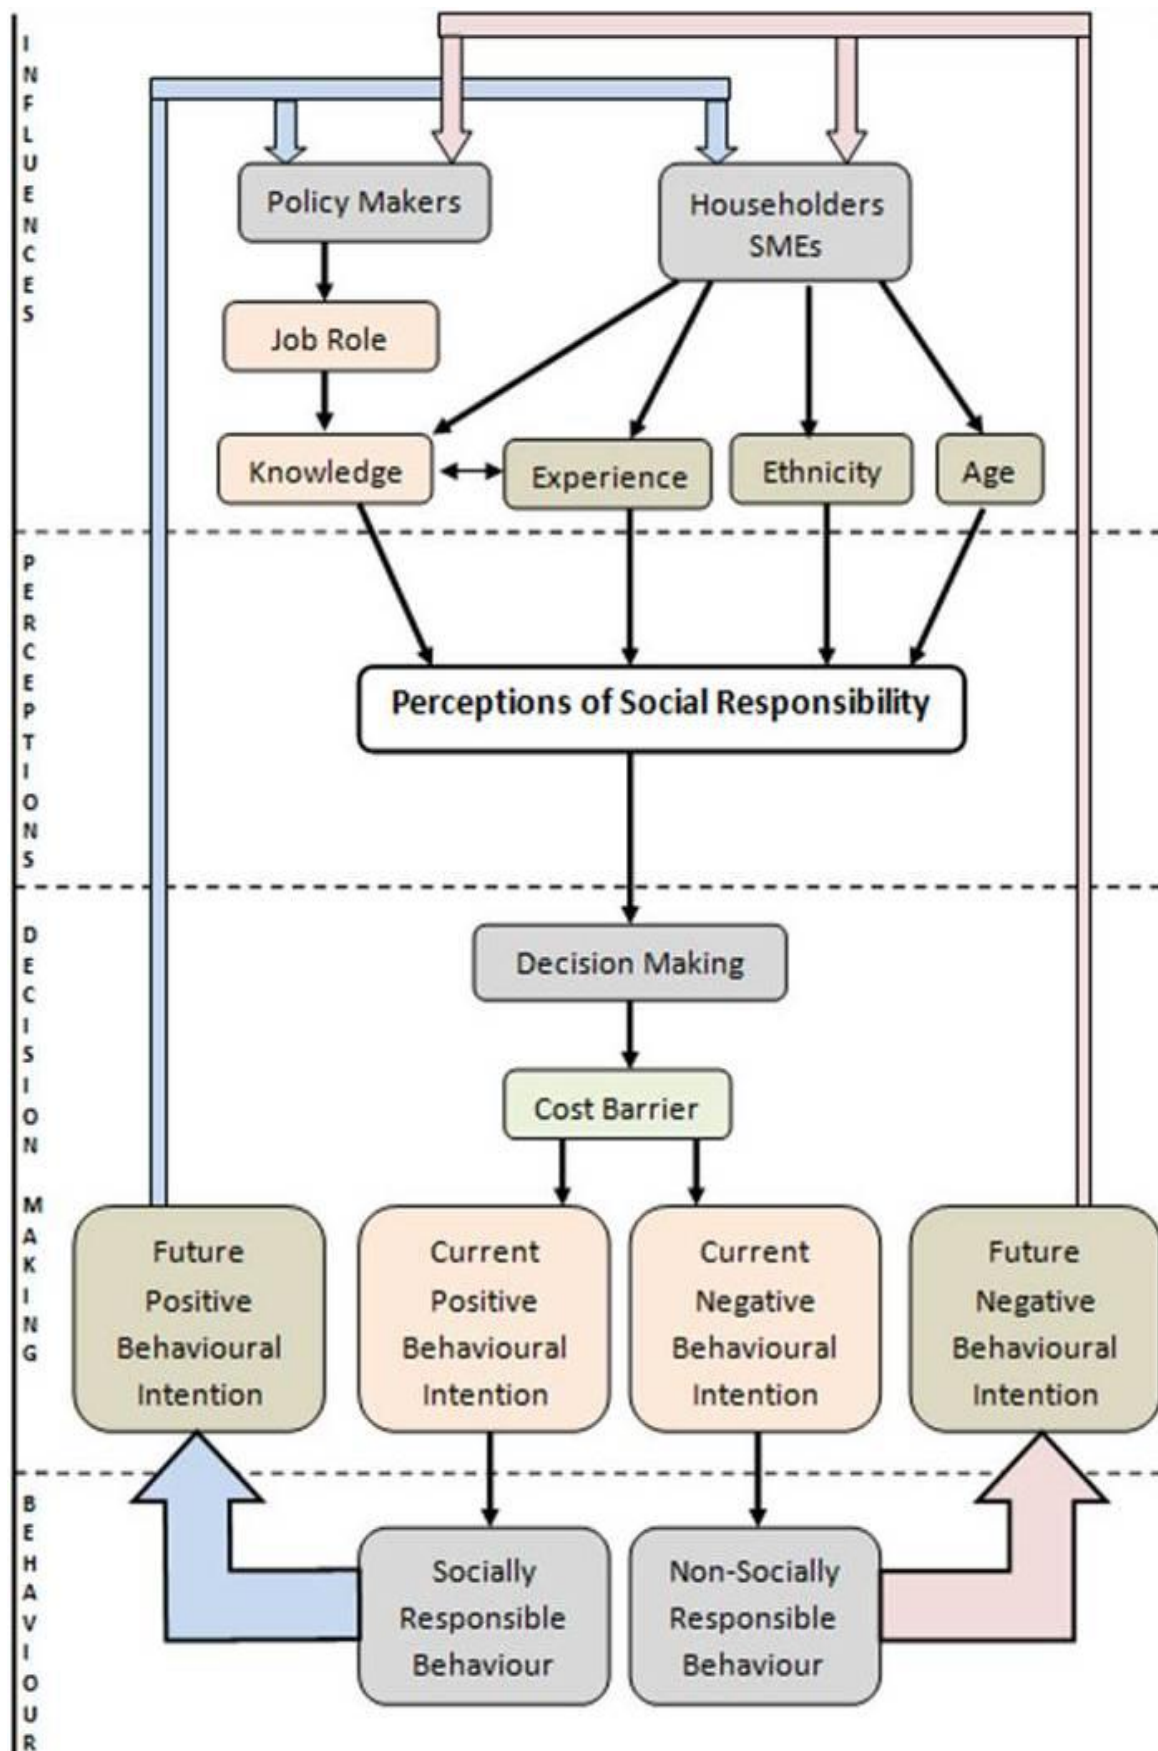 INFLUENCES
Policy Makers
Householders
SMEs
Job Role
Knowledge
Experience
Ethnicity
Age
PERCEPTIONS
Perceptions of Social Responsibility
DECISION MAKING
Decision Making
Cost Barrier
Future
Positive
Behavioural
Intention
Current
Positive
Behavioural
Intention
Current
Negative
Behavioural
Intention
Future
Negative
Behavioural
Intention
BEHAVIOUR
Socially
Responsible
Behaviour
Non-Socially
Responsible
Behaviour